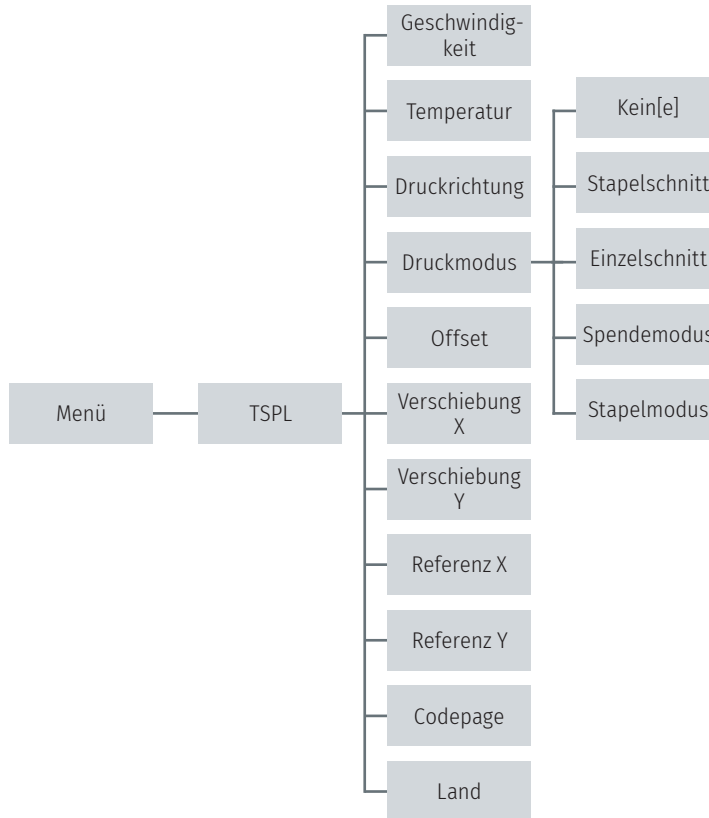 Geschwindig-
keit
Temperatur
Kein[e]
Druckrichtung
Stapelschnitt
Druckmodus
Einzelschnitt
Offset
Spendemodus
Menü
TSPL
Verschiebung
X
Stapelmodus
Verschiebung
Y
Referenz X
Referenz Y
Codepage
Land